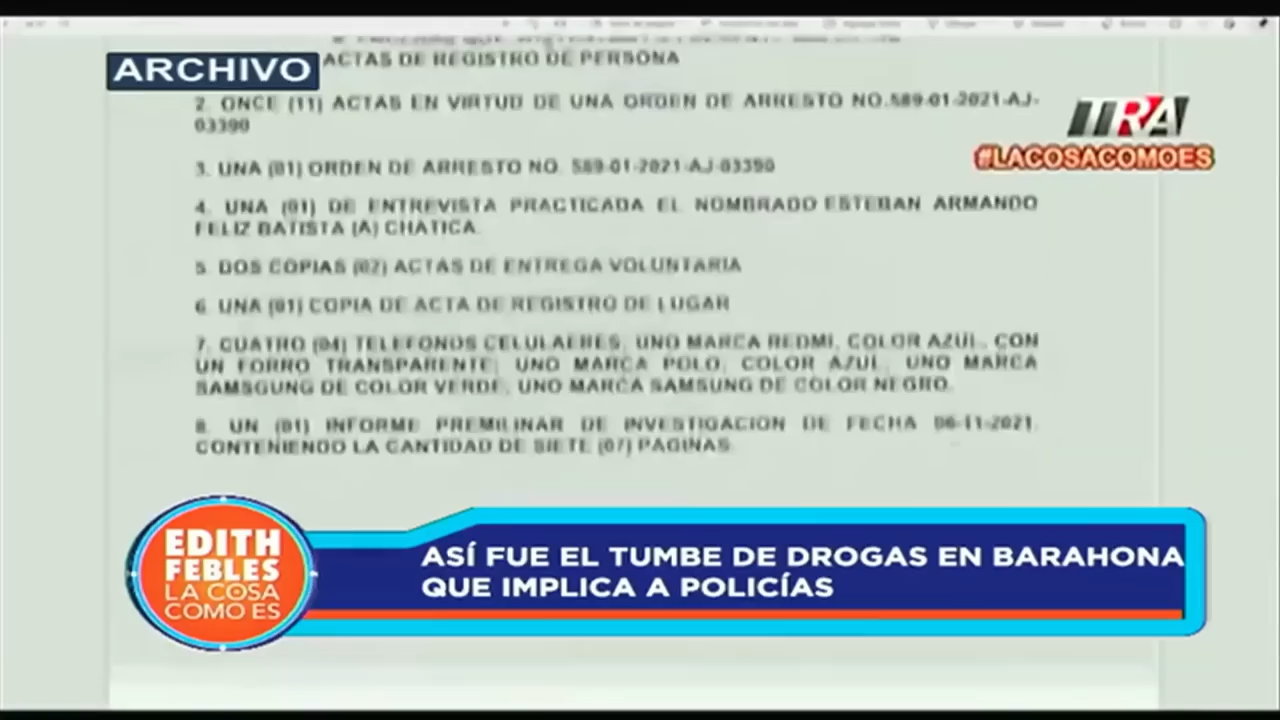 ARCHIVO
ACTAS DE REGISTRO DE PERSONA
2. ONCE (11) ACTAS EN VIRTUD DE UNA ORDEN DE ARRESTO NO.589-01-2021-AJ-
03390
TRA
#LACOSACOMOES
3. UNA (01) ORDEN DE ARRESTO NO. 589-01-2021-AJ-03390
4. UNA (01) DE ENTREVISTA PRACTICADA EL NOMBRADO ESTEBAN ARMANDO
FELIZ BATISTA (A) CHATICA.
5. DOS COPIAS (02) ACTAS DE ENTREGA VOLUNTARIA
6. UNA (01) COPIA DE ACTA DE REGISTRO DE LUGAR
7. CUATRO (04) TELEFONOS CELULAERES, UNO MARCA REDMI, COLOR AZUL, CON
UN FORRO TRANSPARENTE, UNO MARCA POLO, COLOR AZUL, UNO MARCA
SAMSGUNG DE COLOR VERDE, UNO MARCA SAMSUNG DE COLOR NEGRO.
8. UN (01) INFORME PREMILINAR DE INVESTIGACION DE FECHA 06-11-2021.
CONTENIENDO LA CANTIDAD DE SIETE (07) PAGINAS.
EDITH
FEBLES
LA COSA
COMO ES
ASÍ FUE EL TUMBE DE DROGAS EN BARAHONA
QUE IMPLICA A POLICÍAS